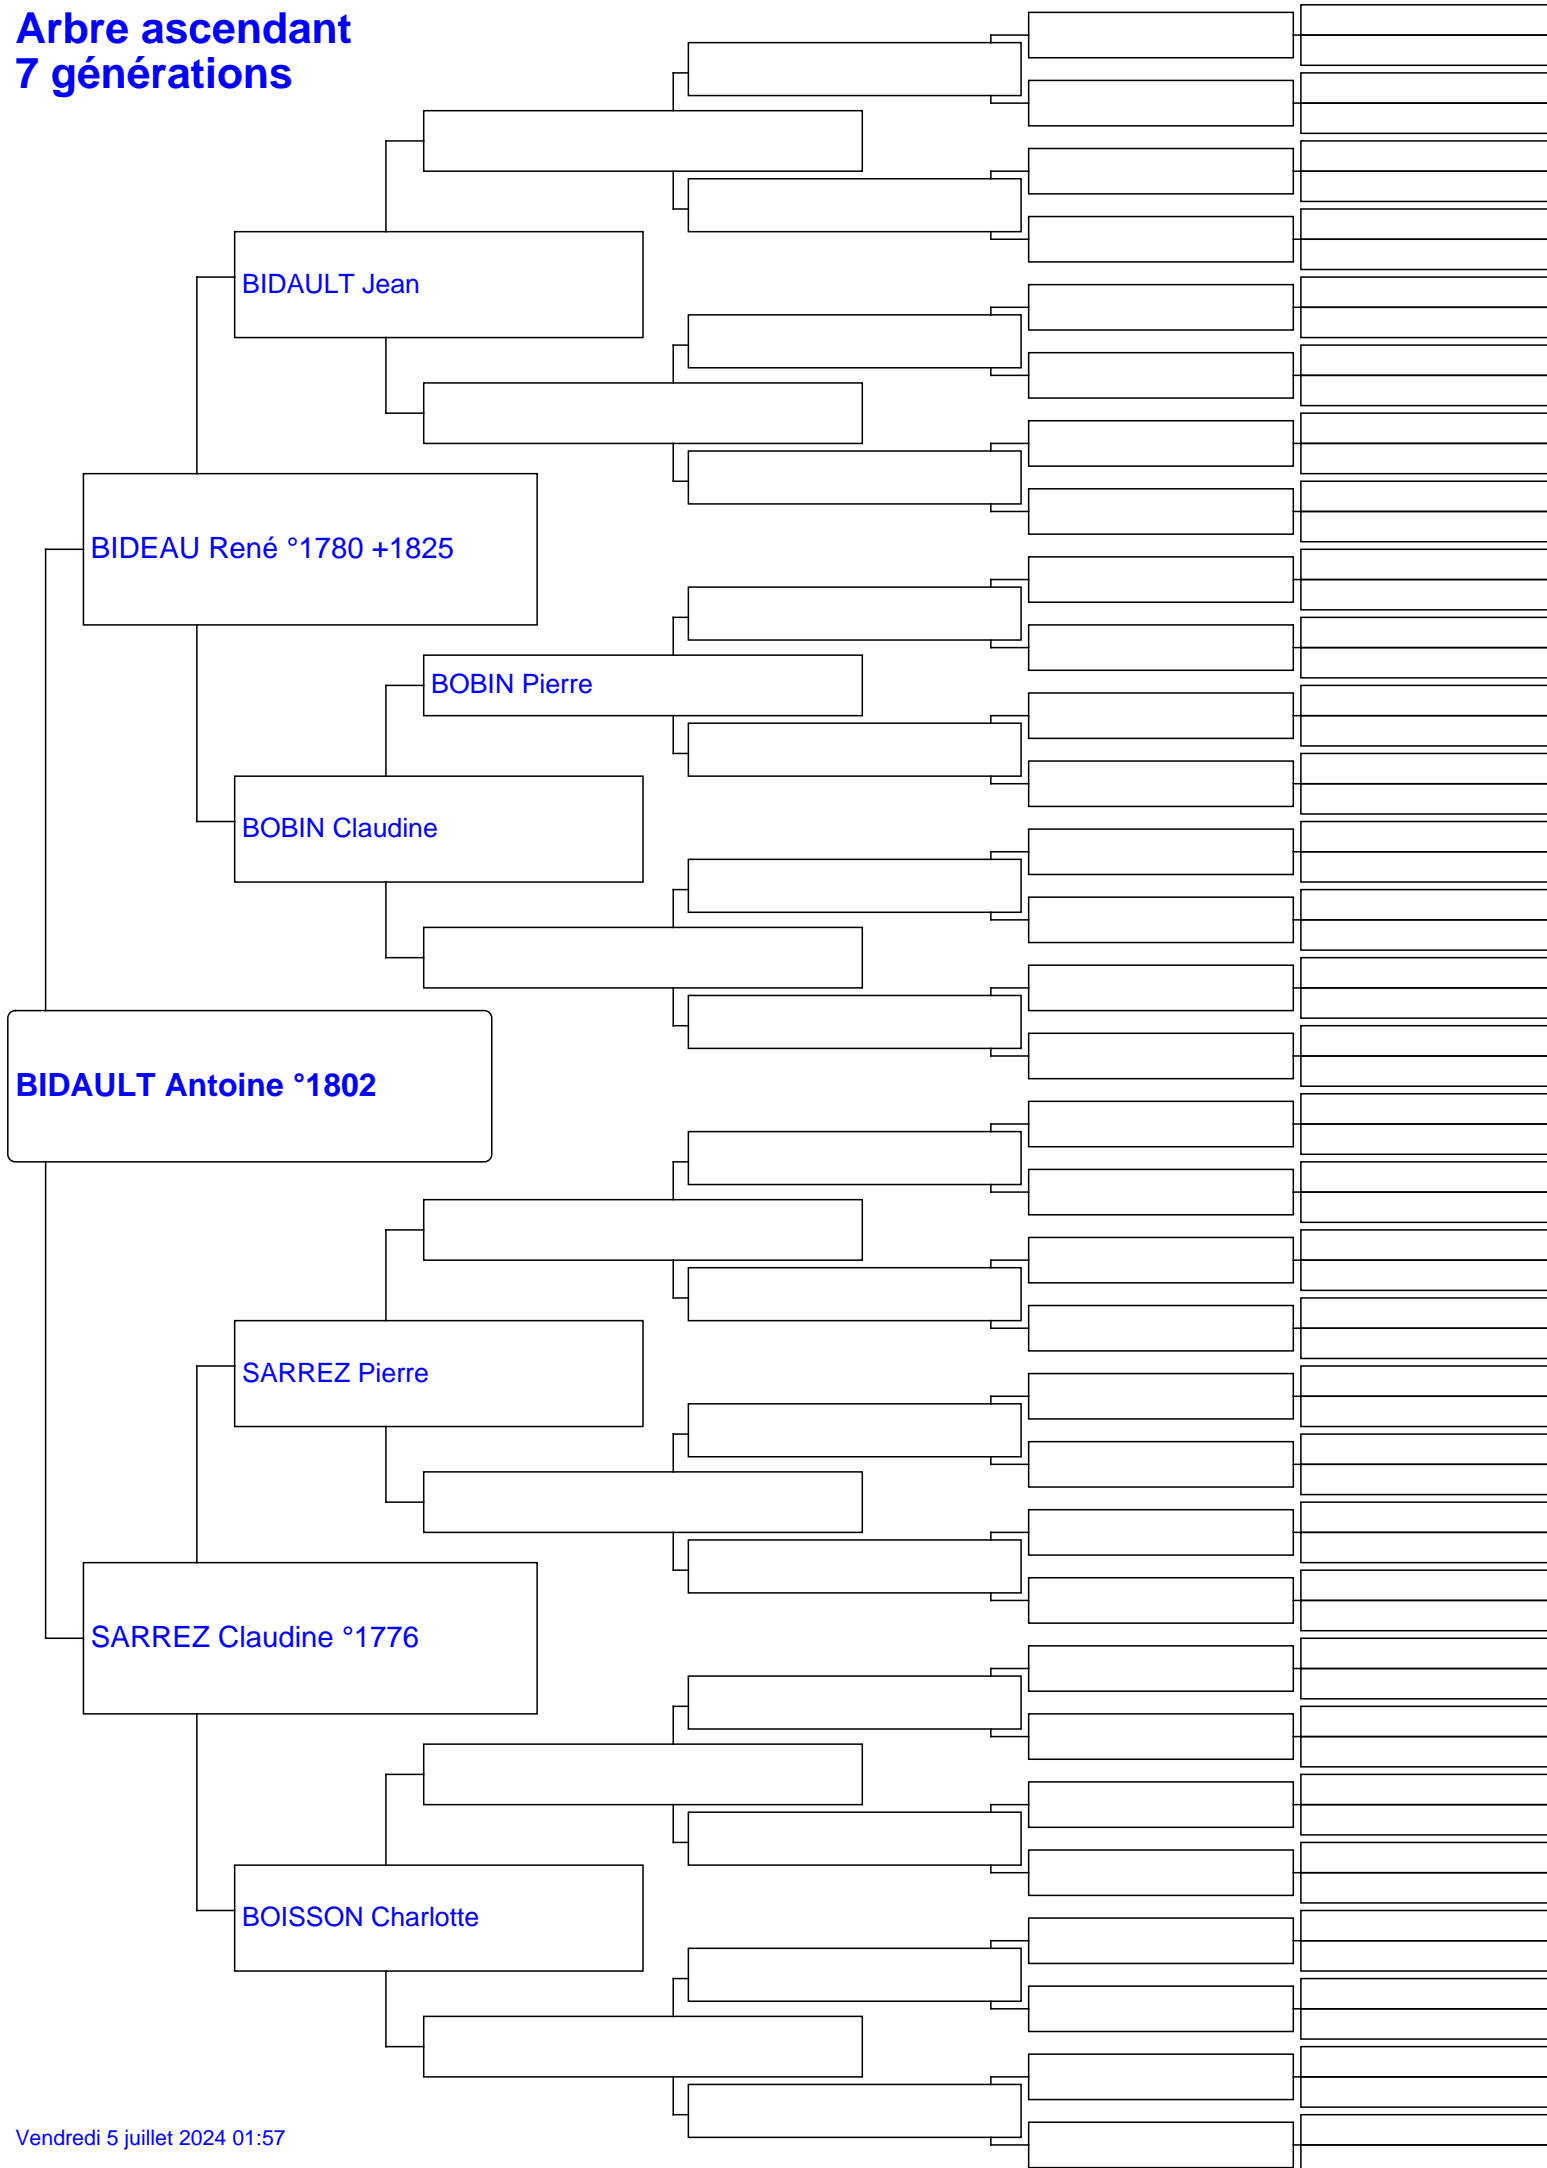 Arbre ascendant
7 générations
BIDAULT Jean
BIDEAU René °1780 +1825
BOBIN Pierre
BOBIN Claudine
BIDAULT Antoine °1802
SARREZ Pierre
SARREZ Claudine °1776
BOISSON Charlotte
Vendredi 5 juillet 2024 01:57